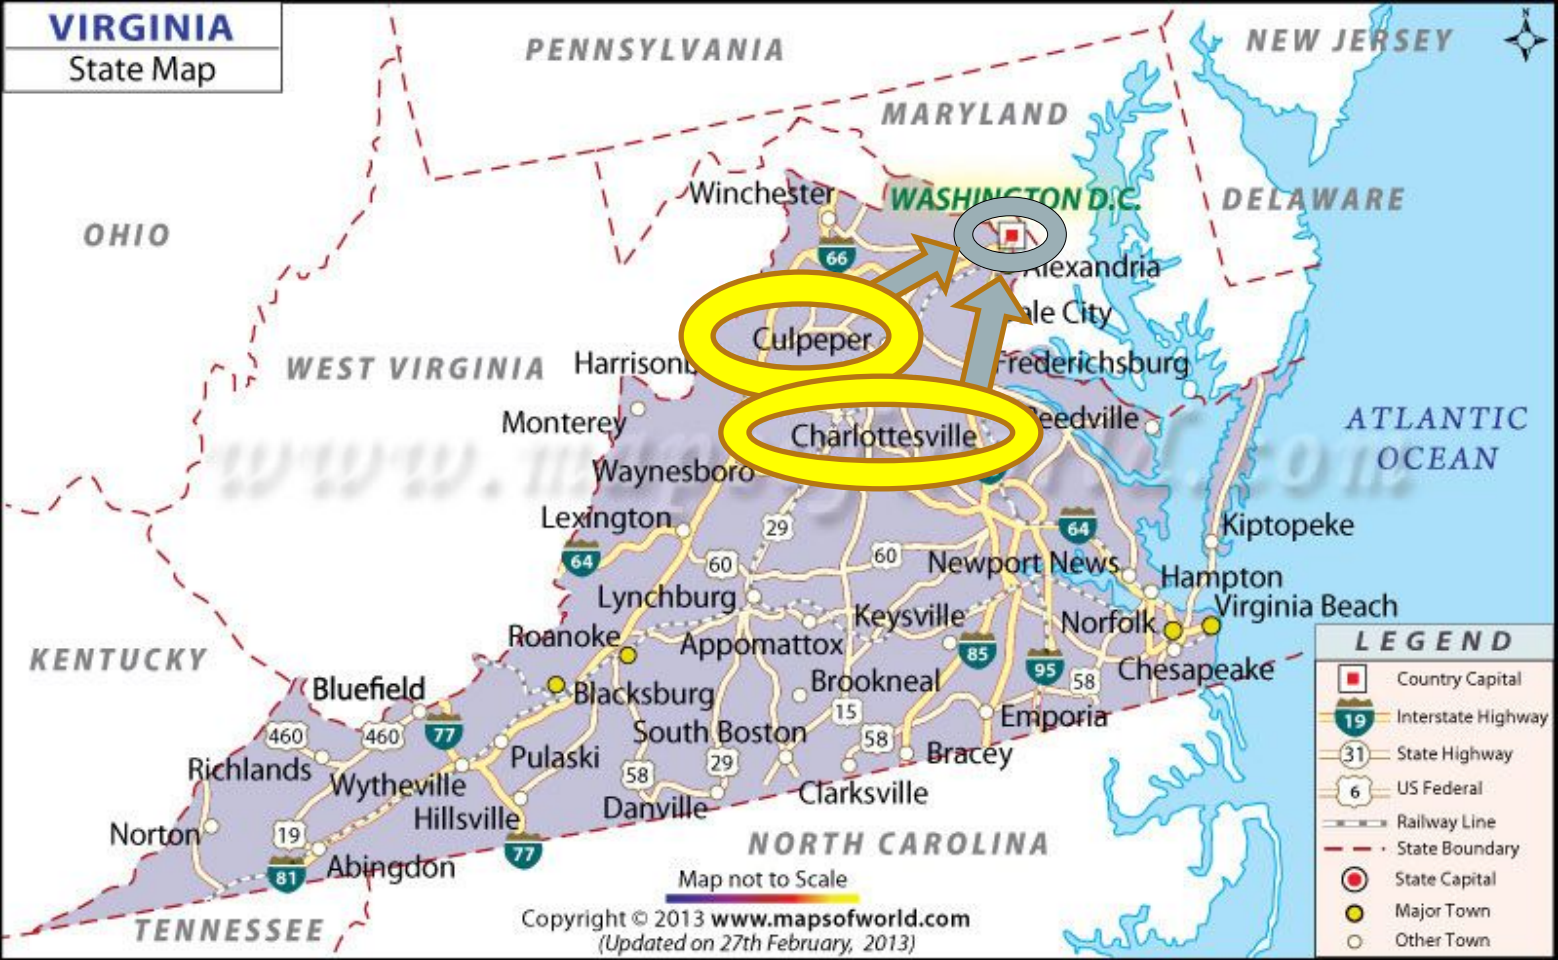 VIRGINIA
State Map
PENNSYLVANIA
NEW JERSEY
N
MARYLAND
Winchester
WASHINGTON D.C.
DELAWARE
OHIO
66
Alexandria
ale City
Culpeper
WEST VIRGINIA
Harrisonb
Frederichsburg
Monterey
Reedville
ATLANTIC
OCEAN
Charlottesville
Waynesboro
Lexington
29
64
Kiptopeke
64
60
60
Newport News
Hampton
Lynchburg
Keysville
Virginia Beach
Roanoke
Appomattox
Norfolk
KENTUCKY
85
95
Chesapeake
Bluefield
Blacksburg
Brookneal
58
15
Emporia
460
460
77
South Boston
58
Richlands
Pulaski
Bracey
Wytheville
58
29
Clarksville
Hillsville
Danville
Norton
19
77
NORTH CAROLINA
81
Abingdon
TENNESSEE
Map not to Scale
Copyright © 2013 www.mapsofworld.com
(Updated on 27th February, 2013)
LEGEND
Country Capital
19 Interstate Highway
31 State Highway
6 US Federal
Railway Line
State Boundary
State Capital
Major Town
Other Town